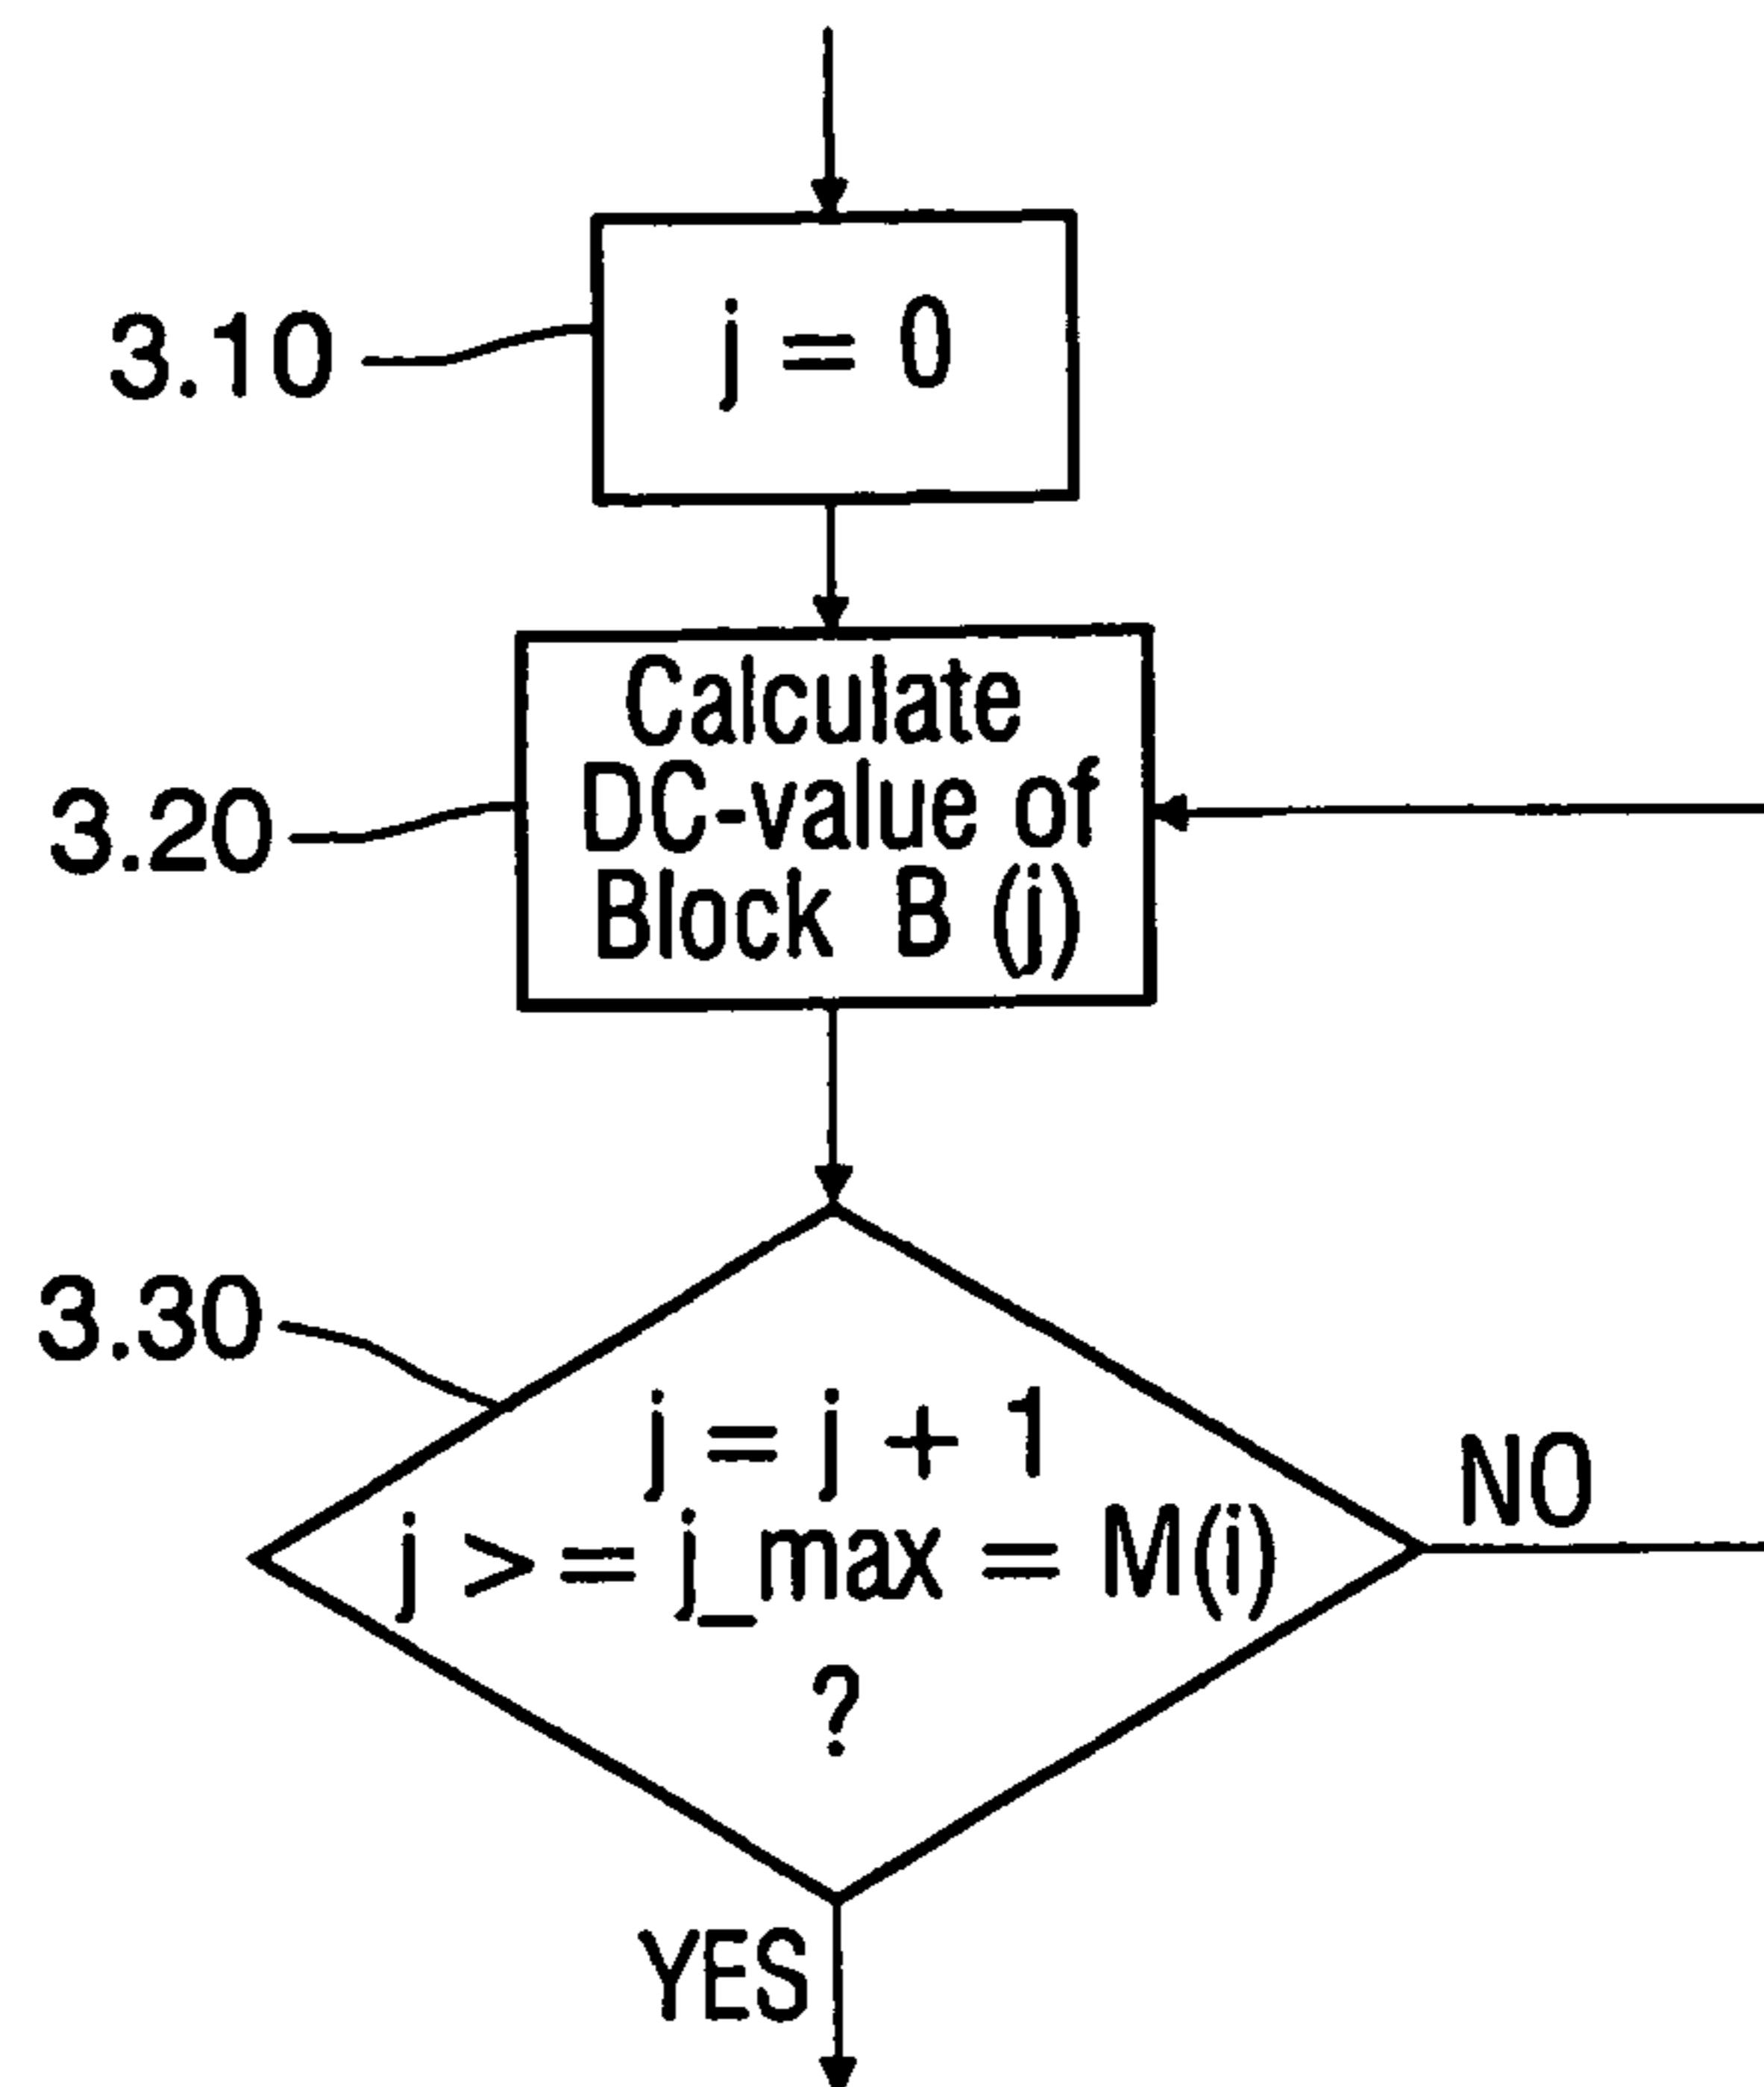 3.10
j = 0
3.20
Calculate
DC-value of
Block B (j)
3.30
j = j + 1
j >= j_max = M(i)
?
NO
YES